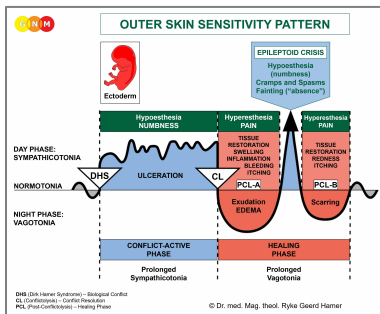 GNM
OUTER SKIN SENSITIVITY PATTERN
EPILEPTOID CRISIS
Hypoesthesia
(numbness)
Cramps and Spasms
Fainting ("absence")
Ectoderm
Hypoesthesia
NUMBNESS
Hyperesthesia
PAIN
Hyperesthesia
PAIN
DAY PHASE:
SYMPATHICOTONIA
TISSUE
RESTORATION
SWELLING
INFLAMMATION
BLEEDING
ITCHING
TISSUE
RESTORATION
REDNESS
ITCHING
DHS
ULCERATION
CL
PCL-A
PCL-B
NORMOTONIA
NIGHT PHASE:
VAGOTONIA
Exudation
EDEMA
Scarring
CONFLICT-ACTIVE
PHASE
HEALING
PHASE
Prolonged
Sympathicotonia
Prolonged
Vagotonia
DHS (Dirk Hamer Syndrome) – Biological Conflict
CL (Conflictolysis) – Conflict Resolution
PCL (Post-Conflictolysis) – Healing Phase
© Dr. med. Mag. theol. Ryke Geerd Hamer